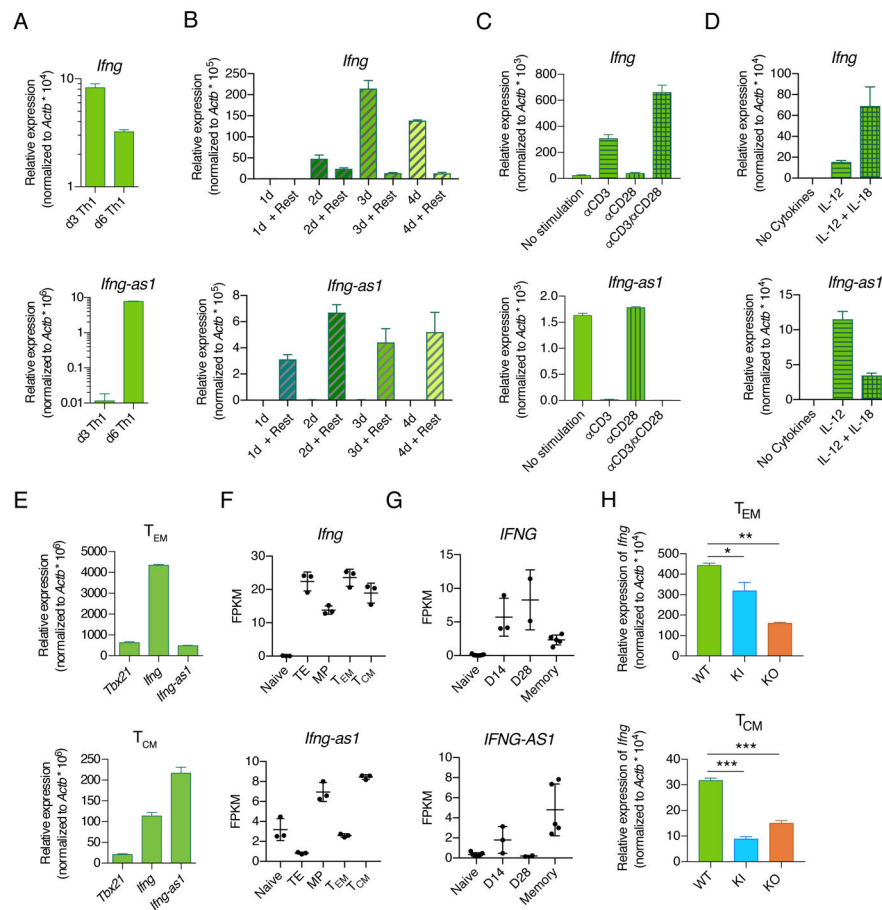 A
Ifng
Relative expression
(normalized to Actb * 10⁴)
10
1
d3 Th1
d6 Th1
Ifng-as1
Relative expression
(normalized to Actb * 10⁶)
10
1
0.1
0.01
d3 Th1
d6 Th1
B
Ifng
Relative expression
(normalized to Actb * 10⁵)
250
200
150
100
50
0
1d
1d + Rest
2d
2d + Rest
3d
3d + Rest
4d
4d + Rest
Ifng-as1
Relative expression
(normalized to Actb * 10⁵)
8
6
4
2
0
1d
1d + Rest
2d
2d + Rest
3d
3d + Rest
4d
4d + Rest
C
Ifng
Relative expression
(normalized to Actb * 10³)
800
600
400
200
0
No stimulation
αCD3
αCD28
αCD3/αCD28
Ifng-as1
Relative expression
(normalized to Actb * 10³)
2.0
1.5
1.0
0.5
0.0
No stimulation
αCD3
αCD28
αCD3/αCD28
D
Ifng
Relative expression
(normalized to Actb * 10⁴)
100
80
60
40
20
0
No Cytokines
IL-12
IL-12 + IL-18
Ifng-as1
Relative expression
(normalized to Actb * 10⁴)
15
10
5
0
No Cytokines
IL-12
IL-12 + IL-18
E
T_EM
Relative expression
(normalized to Actb * 10⁶)
5000
4000
3000
2000
1000
0
Tbx21
Ifng
Ifng-as1
T_CM
Relative expression
(normalized to Actb * 10⁶)
250
200
150
100
50
0
Tbx21
Ifng
Ifng-as1
F
Ifng
FPKM
30
20
10
0
Naive
TE
MP
T_EM
T_CM
Ifng-as1
FPKM
10
8
6
4
2
0
Naive
TE
MP
T_EM
T_CM
G
IFNG
FPKM
15
10
5
0
Naive
D14
D28
Memory
IFNG-AS1
FPKM
10
8
6
4
2
0
Naive
D14
D28
Memory
H
T_EM
Relative expression of Ifng
(normalized to Actb * 10⁴)
500
400
300
200
100
0
**
*
WT
KI
KO
T_CM
Relative expression of Ifng
(normalized to Actb * 10⁴)
40
30
20
10
0
***
***
WT
KI
KO